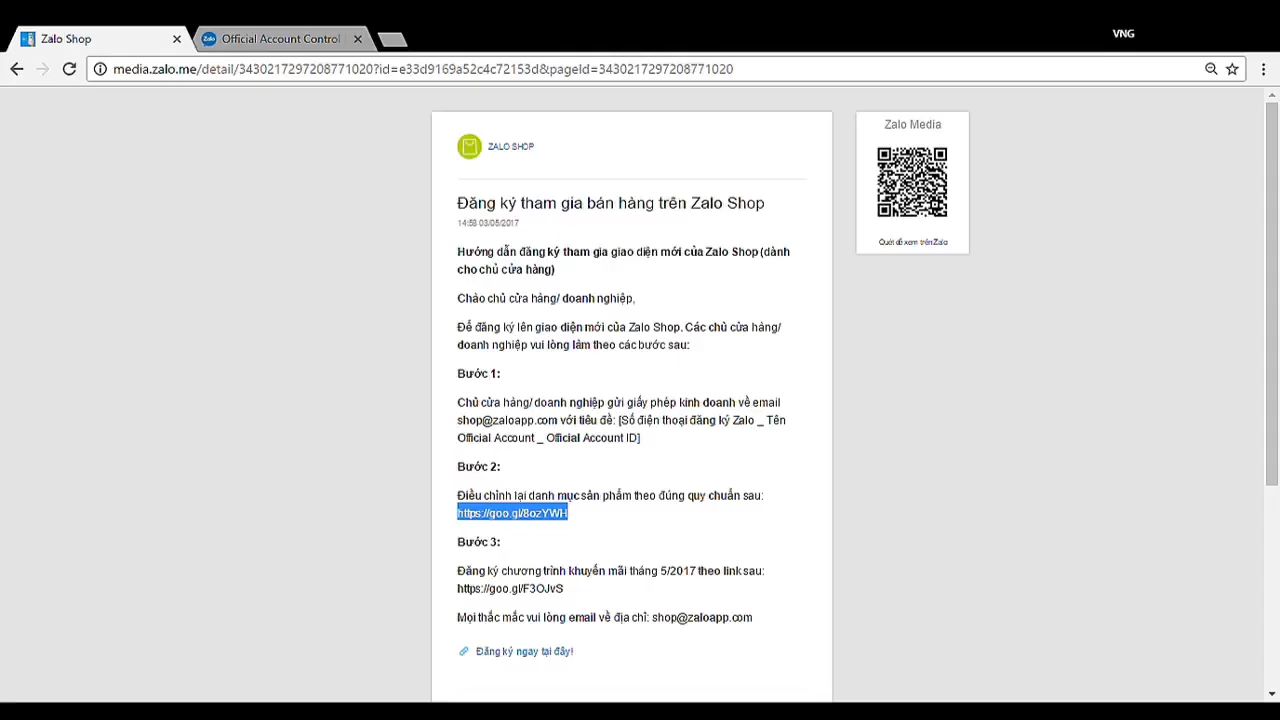 VNG
Zalo Shop
Official Account Control
media.zalo.me/detail/3430217297208771020?id=e33d9169a52c4c72153d&pageId=3430217297208771020
ZALO SHOP
Đăng ký tham gia bán hàng trên Zalo Shop
14:58 03/05/2017
Hướng dẫn đăng ký tham gia giao diện mới của Zalo Shop (dành
cho chủ cửa hàng)
Chào chủ cửa hàng/ doanh nghiệp,
Để đăng ký lên giao diện mới của Zalo Shop. Các chủ cửa hàng/
doanh nghiệp vui lòng làm theo các bước sau:
Bước 1:
Chủ cửa hàng/ doanh nghiệp gửi giấy phép kinh doanh về email
shop@zaloapp.com với tiêu đề: [Số điện thoại đăng ký Zalo _ Tên
Official Account _ Official Account ID]
Bước 2:
Điều chỉnh lại danh mục sản phẩm theo đúng quy chuẩn sau:
https://goo.gl/8ozYWH
Bước 3:
Đăng ký chương trình khuyến mãi tháng 5/2017 theo link sau:
https://goo.gl/F3OJvS
Mọi thắc mắc vui lòng email về địa chỉ: shop@zaloapp.com
Đăng ngay tại đây!
Zalo Media
Quét để xem trên Zalo